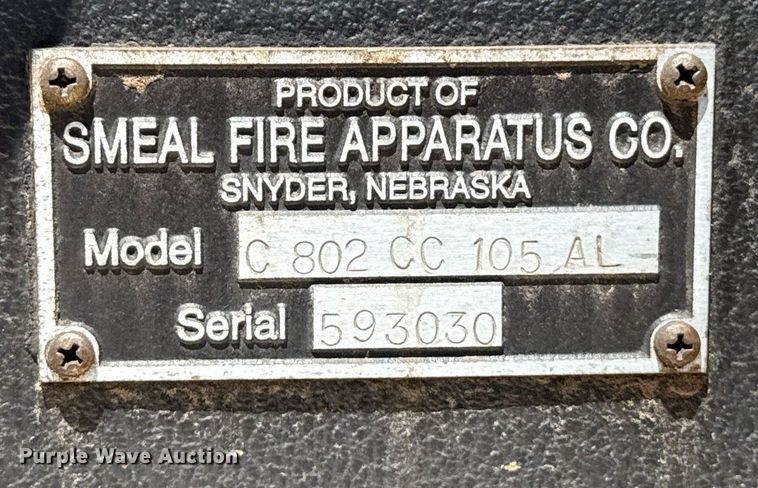 PRODUCT OF
SMEAL FIRE APPARATUS CO.
SNYDER, NEBRASKA
Model C 802 CC 105 AL
Serial 593030
Purple Wave Auction